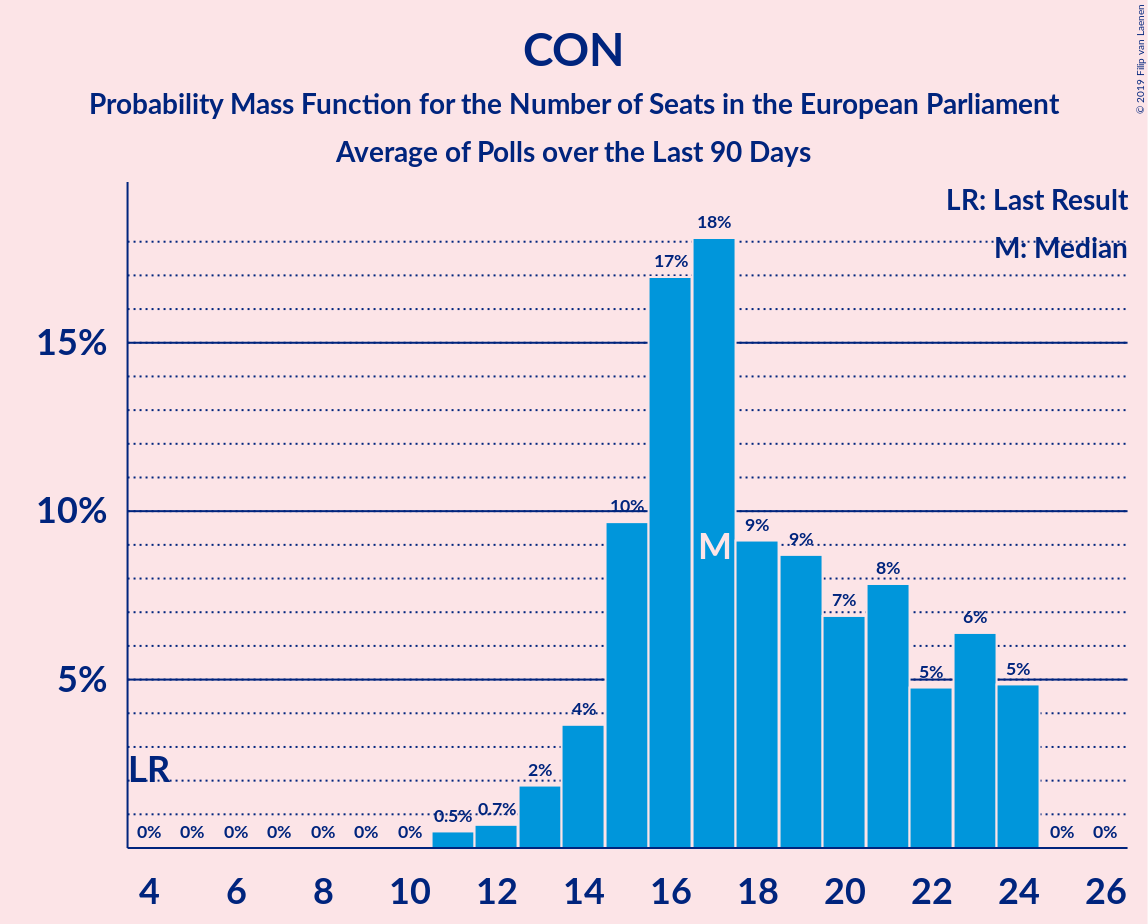 CON
Probability Mass Function for the Number of Seats in the European Parliament
Average of Polls over the Last 90 Days
© 2019 Filip van Laenen
LR: Last Result
M: Median
18%
17%
15%
10%
10%
9%
9%
M
8%
7%
6%
5%
5%
5%
4%
2%
LR
0.7%
0.5%
0% 0% 0% 0% 0% 0% 0% 0% 0%
4 6 8 10 12 14 16 18 20 22 24 26